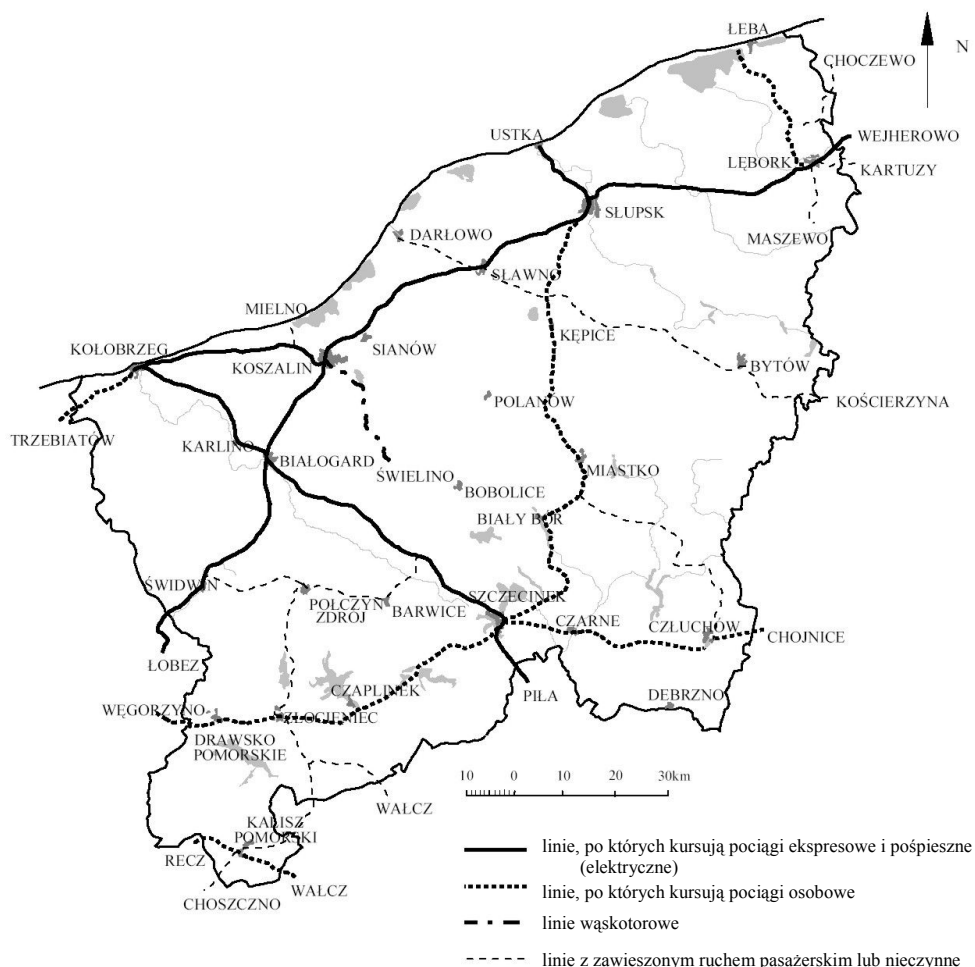 ŁEBA
N
CHOCZEWO
USTKA
WEJHEROWO
LĘBORK
KARTUZY
SŁUPSK
DARŁOWO
MASZEWO
SŁAWNO
MIELNO
KĘPICE
SIANÓW
KOŁOBRZEG
KOSZALIN
BYTÓW
POLANÓW
KOŚCIERZYNA
TRZEBIATÓW
KARLINO
BIAŁOGARD
MIASTKO
ŚWIELINO
BOBOLICE
BIAŁY BÓR
ŚWIDWIN
SZCZECINEK
POŁCZYN
ZDRÓJ
BARWICE
CZARNE
CZŁUCHÓW
CHOJNICE
ŁOBEZ
CZAPLINEK
PIŁA
DEBRZNO
WĘGORZYNO
ZŁOCIENIEC
DRAWSKO
POMORSKIE
10 0 10 20 30km
WAŁCZ
KALISZ
POMORSKI
RECZ
WAŁCZ
CHOSZCZNO
linie, po których kursują pociągi ekspresowe i pośpieszne
(elektryczne)
linie, po których kursują pociągi osobowe
linie wąskotorowe
linie z zawieszonym ruchem pasażerskim lub nieczynne